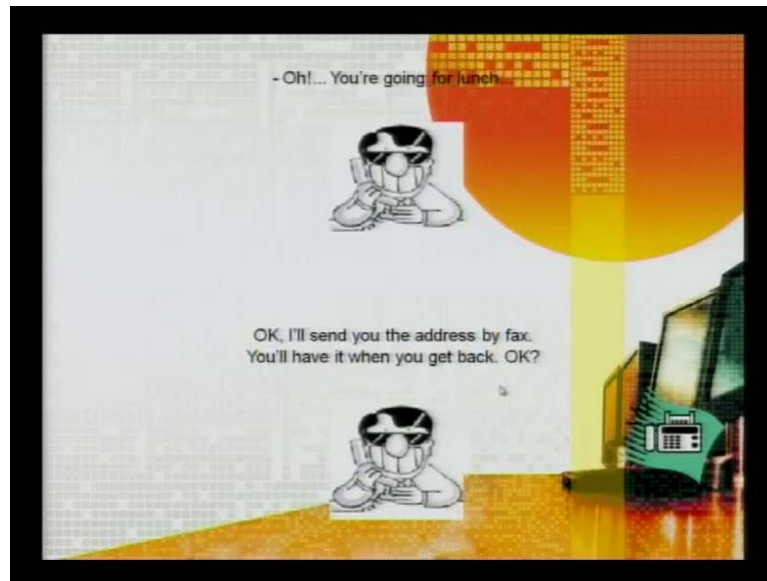 - Oh!... You're going for lunch...
OK, I'll send you the address by fax.
You'll have it when you get back. OK?